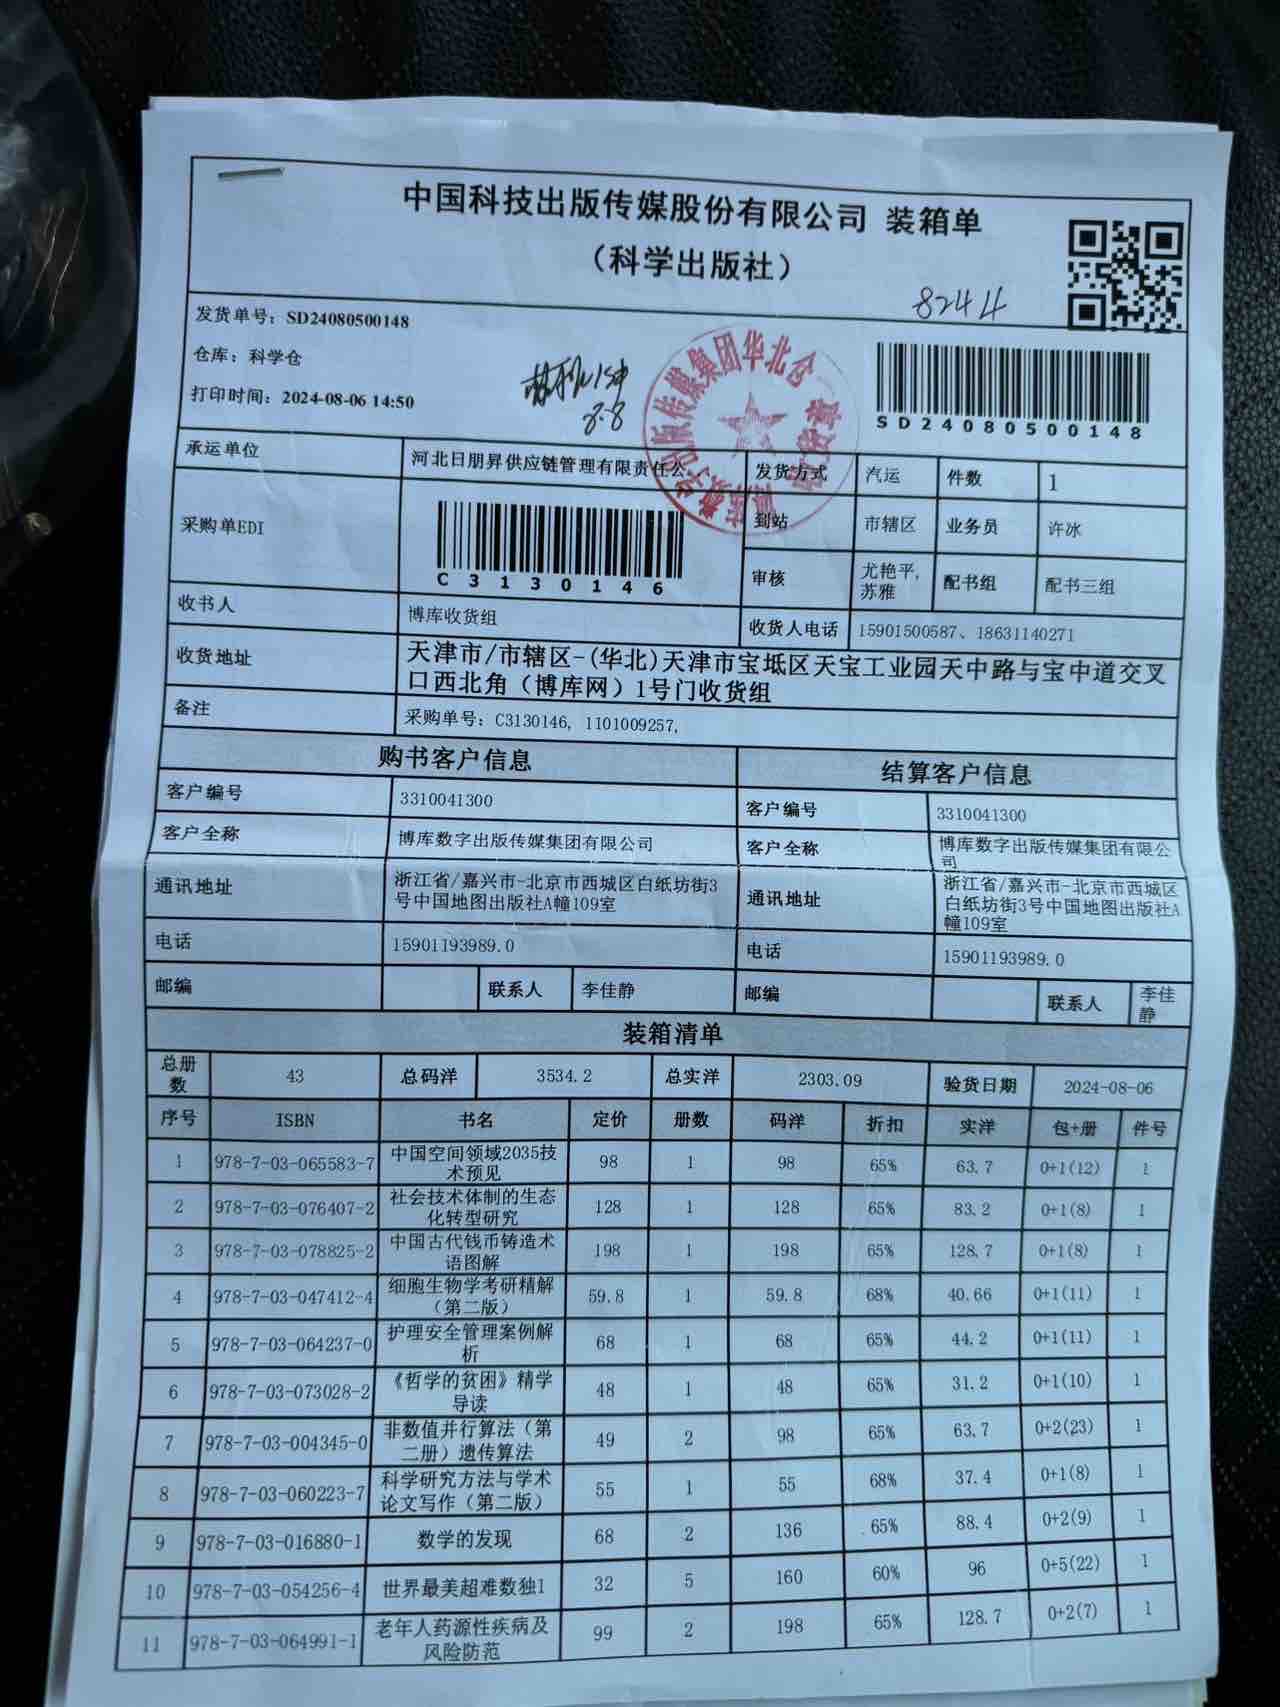 中国科技出版传媒股份有限公司 装箱单
（科学出版社）
8244
发货单号：SD24080500148
仓库：科学仓
打印时间：2024-08-06 14:50
8.8
SD24080500148
承运单位 河北日朋昇供应链管理有限责任公 发货方式 汽运 件数 1
采购单EDI C3130146 到站 市辖区 业务员 许冰
审核 尤艳平, 苏雅 配书组 配书三组
收书人 博库收货组 收货人电话 15901500587、18631140271
收货地址 天津市/市辖区-(华北)天津市宝坻区天宝工业园天中路与宝中道交叉
口西北角（博库网）1号门收货组
备注 采购单号：C3130146, 1101009257,
购书客户信息 结算客户信息
客户编号 3310041300 客户编号 3310041300
客户全称 博库数字出版传媒集团有限公司 客户全称 博库数字出版传媒集团有限公司
通讯地址 浙江省/嘉兴市-北京市西城区白纸坊街3号中国地图出版社A幢109室 通讯地址 浙江省/嘉兴市-北京市西城区白纸坊街3号中国地图出版社A幢109室
电话 15901193989.0 电话 15901193989.0
邮编 联系人 李佳静 邮编 联系人 李佳静
装箱清单
总册数 43 总码洋 3534.2 总实洋 2303.09 验货日期 2024-08-06
序号 ISBN 书名 定价 册数 码洋 折扣 实洋 包+册 件号
1 978-7-03-065583-7 中国空间领域2035技术预见 98 1 98 65% 63.7 0+1(12) 1
2 978-7-03-076407-2 社会技术体制的生态化转型研究 128 1 128 65% 83.2 0+1(8) 1
3 978-7-03-078825-2 中国古代钱币铸造术语图解 198 1 198 65% 128.7 0+1(8) 1
4 978-7-03-047412-4 细胞生物学考研精解（第二版） 59.8 1 59.8 68% 40.66 0+1(11) 1
5 978-7-03-064237-0 护理安全管理案例解析 68 1 68 65% 44.2 0+1(11) 1
6 978-7-03-073028-2 《哲学的贫困》精学导读 48 1 48 65% 31.2 0+1(10) 1
7 978-7-03-004345-0 非数值并行算法（第二册）遗传算法 49 2 98 65% 63.7 0+2(23) 1
8 978-7-03-060223-7 科学研究方法与学术论文写作（第二版） 55 1 55 68% 37.4 0+1(8) 1
9 978-7-03-016880-1 数学的发现 68 2 136 65% 88.4 0+2(9) 1
10 978-7-03-054256-4 世界最美超难数独1 32 5 160 60% 96 0+5(22) 1
11 978-7-03-064991-1 老年人药源性疾病及风险防范 99 2 198 65% 128.7 0+2(7) 1